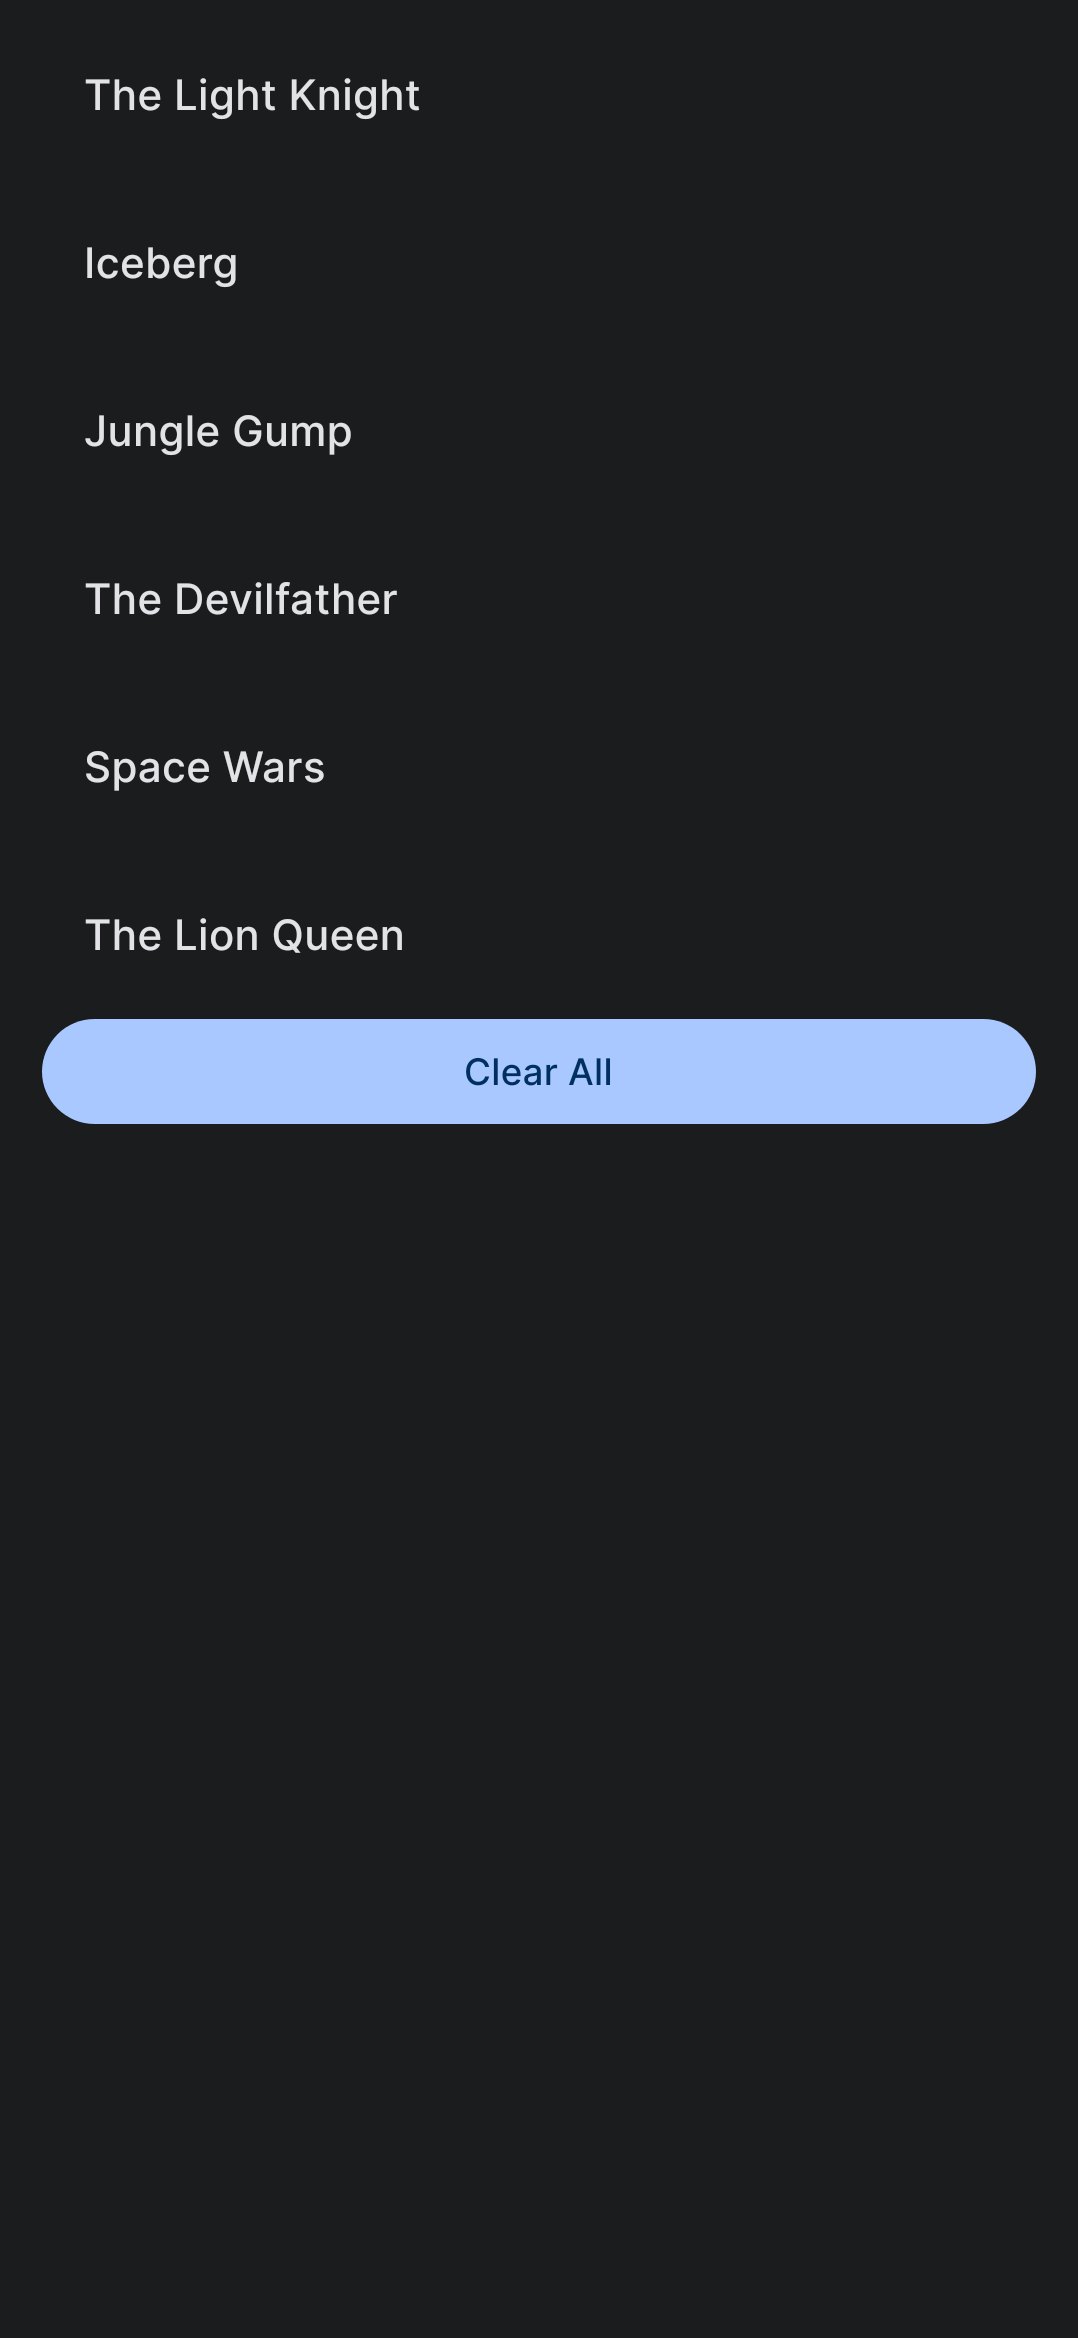 The Light Knight
Iceberg
Jungle Gump
The Devilfather
Space Wars
The Lion Queen
Clear All